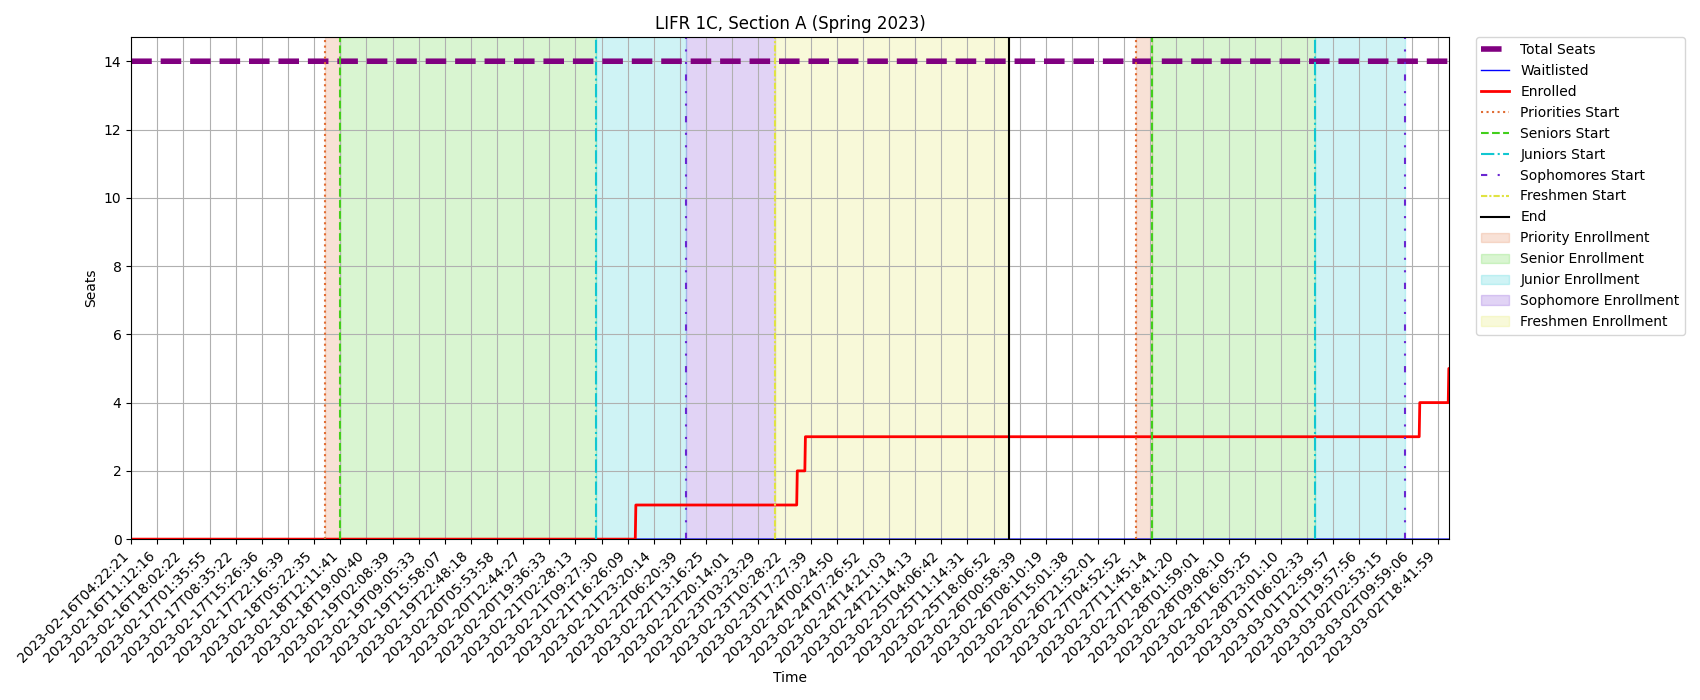 LIFR 1C, Section A (Spring 2023)
14
12
10
8
6
4
2
0
Seats
2023-02-16T04:22:21
2023-02-16T11:12:16
2023-02-16T18:02:22
2023-02-17T01:35:55
2023-02-17T08:35:22
2023-02-17T15:26:36
2023-02-17T22:16:39
2023-02-18T05:22:35
2023-02-18T12:11:41
2023-02-18T19:00:40
2023-02-19T02:08:39
2023-02-19T09:05:33
2023-02-19T15:58:07
2023-02-19T22:48:18
2023-02-20T05:53:58
2023-02-20T12:44:27
2023-02-20T19:36:33
2023-02-21T02:28:13
2023-02-21T09:27:30
2023-02-21T16:26:09
2023-02-21T23:20:14
2023-02-22T06:20:39
2023-02-22T13:16:25
2023-02-22T20:14:01
2023-02-23T03:23:29
2023-02-23T10:28:22
2023-02-23T17:27:39
2023-02-24T00:24:50
2023-02-24T07:26:52
2023-02-24T14:21:03
2023-02-24T21:14:13
2023-02-25T04:06:42
2023-02-25T11:14:31
2023-02-25T18:06:52
2023-02-26T00:58:39
2023-02-26T08:10:19
2023-02-26T15:01:38
2023-02-26T21:52:01
2023-02-27T04:52:52
2023-02-27T11:45:14
2023-02-27T18:41:20
2023-02-28T01:59:01
2023-02-28T09:08:10
2023-02-28T16:05:25
2023-02-28T23:01:10
2023-03-01T06:02:33
2023-03-01T12:59:57
2023-03-01T19:57:56
2023-03-02T02:53:15
2023-03-02T09:59:06
2023-03-02T18:41:59
Time
Total Seats
Waitlisted
Enrolled
Priorities Start
Seniors Start
Juniors Start
Sophomores Start
Freshmen Start
End
Priority Enrollment
Senior Enrollment
Junior Enrollment
Sophomore Enrollment
Freshmen Enrollment